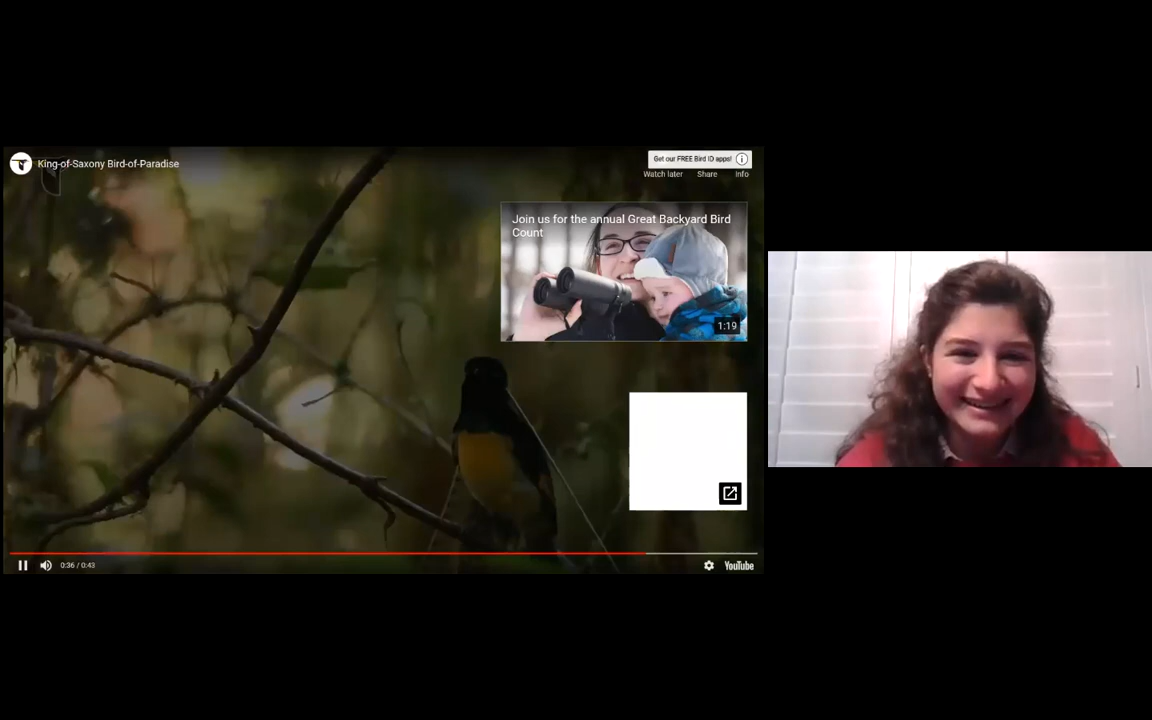 King-of-Saxony Bird-of-Paradise
Get our FREE Bird ID apps!
Watch later Share Info
Join us for the annual Great Backyard Bird
Count
1:19
0:36 / 0:43
YouTube